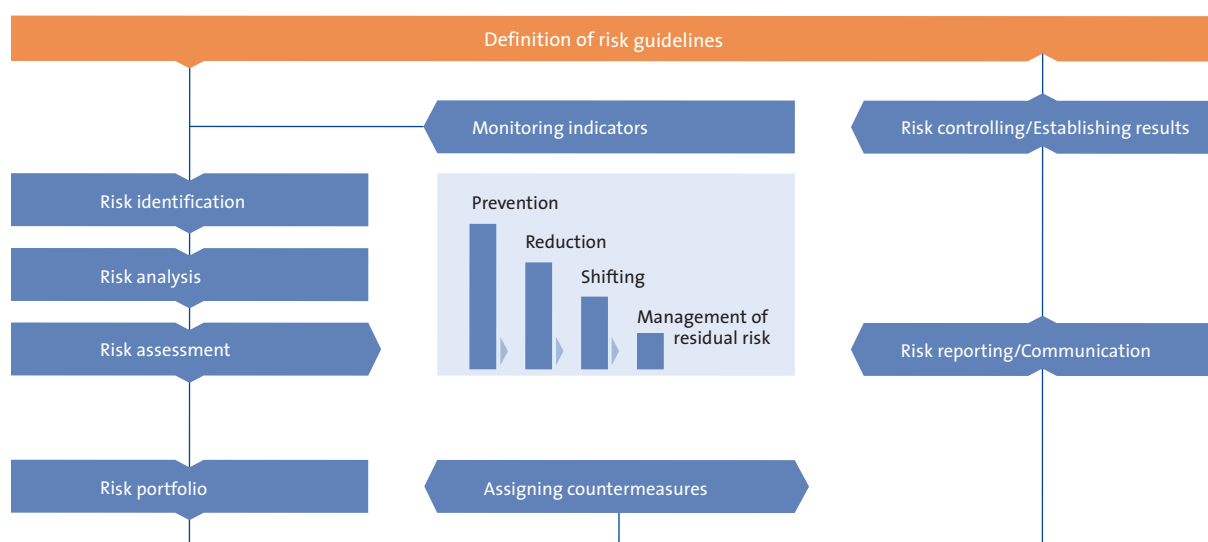 Definition of risk guidelines
Monitoring indicators
Risk controlling/Establishing results
Risk identification
Prevention
Reduction
Risk analysis
Shifting
Management of
residual risk
Risk assessment
Risk reporting/Communication
Risk portfolio
Assigning countermeasures